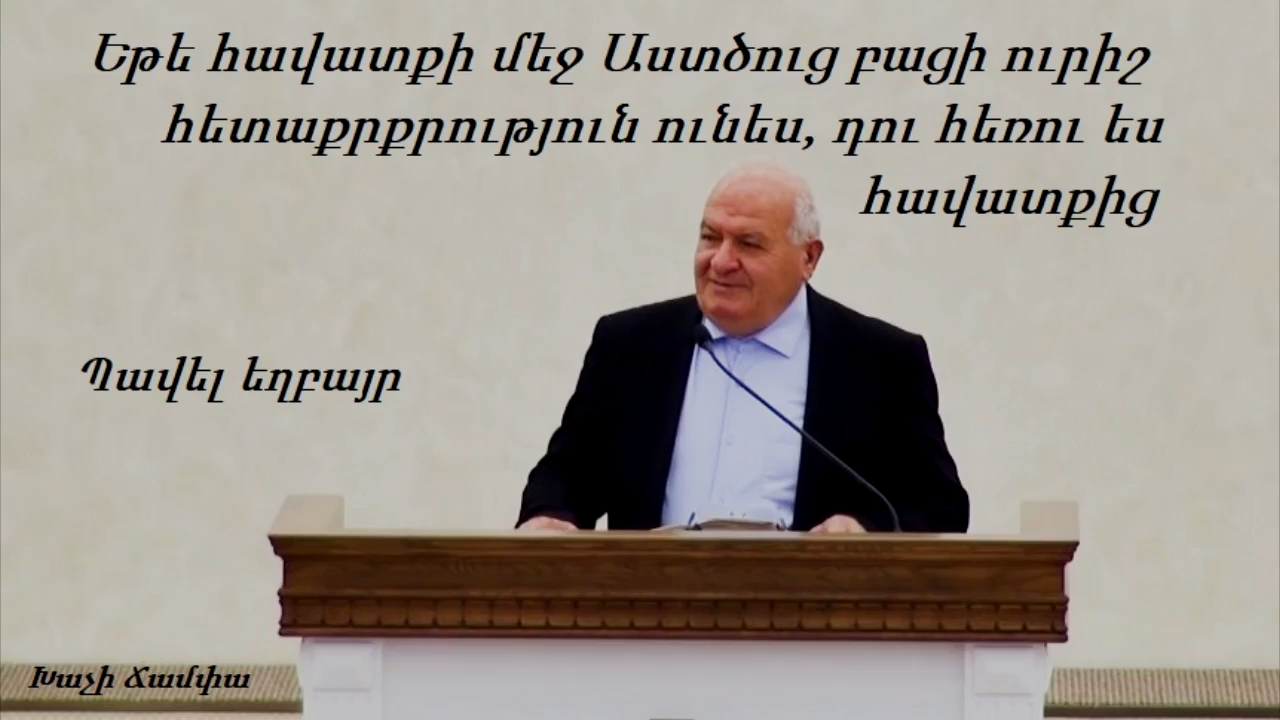 Եթե հավատքի մեջ Աստծուց բացի ուրիշ
հետաքրքրություն ունես, դու հեռու ես
հավատքից
Պավել եղբայր
Խաչի Ճամփա